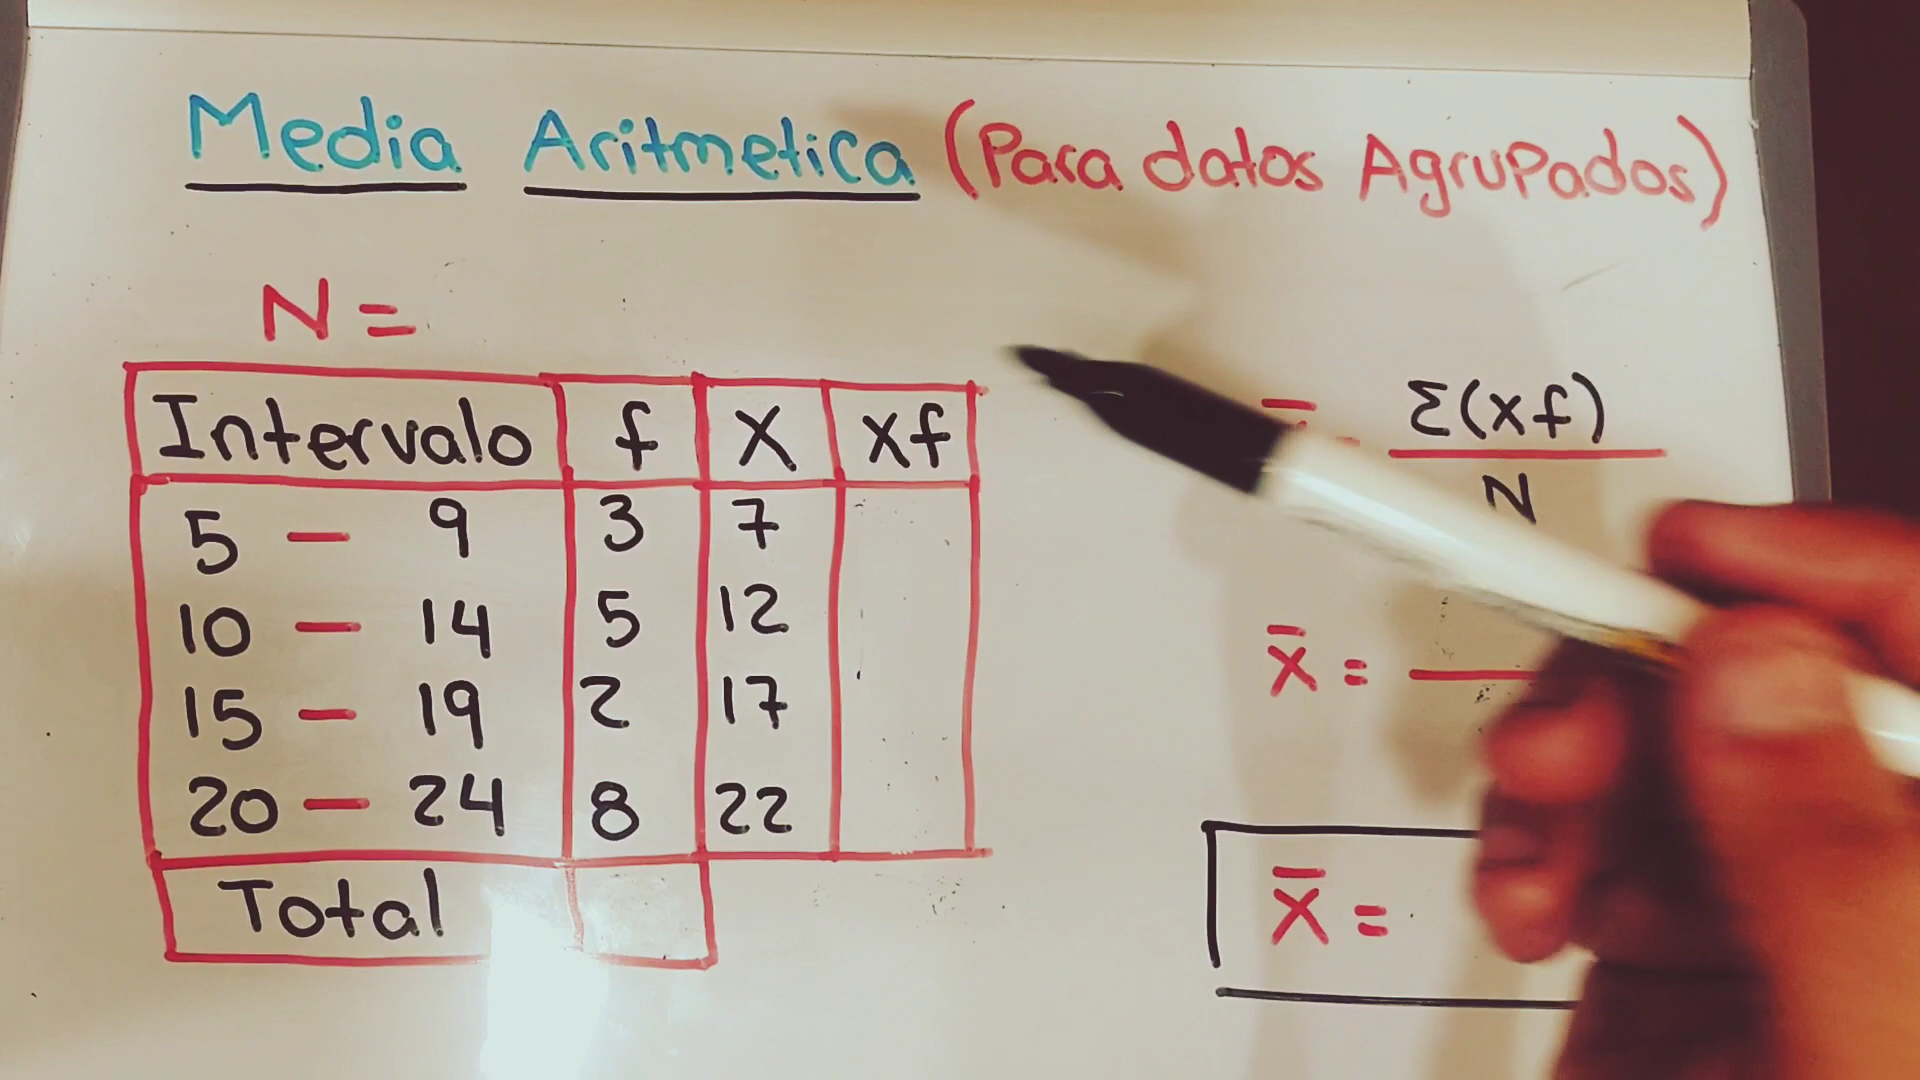 Media Aritmetica (Para datos Agrupados)
N =
Intervalo f X xf
5 - 9 3 7
10 - 14 5 12
15 - 19 2 17
20 - 24 8 22
Total
Σ(xf)
N
x̄ =
x̄ =